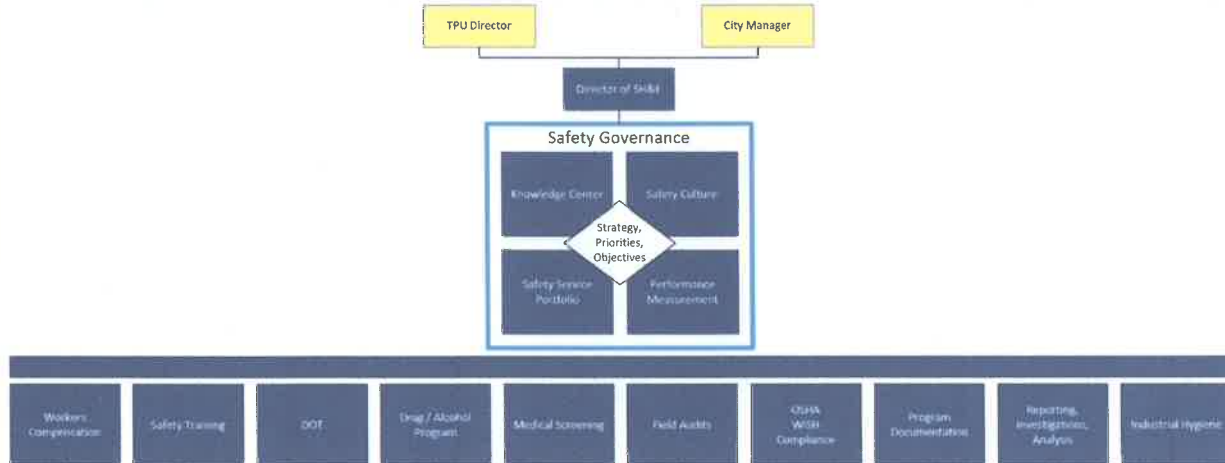 TPU Director
City Manager
Director of
Safety Governance
Knowledge Center
Safety Culture
Strategy,
Priorities,
Objectives
Safety Service
Portfolio
Performance
Measurement
Workers
Compensation
Safety Training
DOT
Drug / Alcohol
Program
Medical Screening
Field Audits
OSHA
WISH
Compliance
Program
Documentation
Reporting,
Investigations,
Analysis
Industrial Hygiene